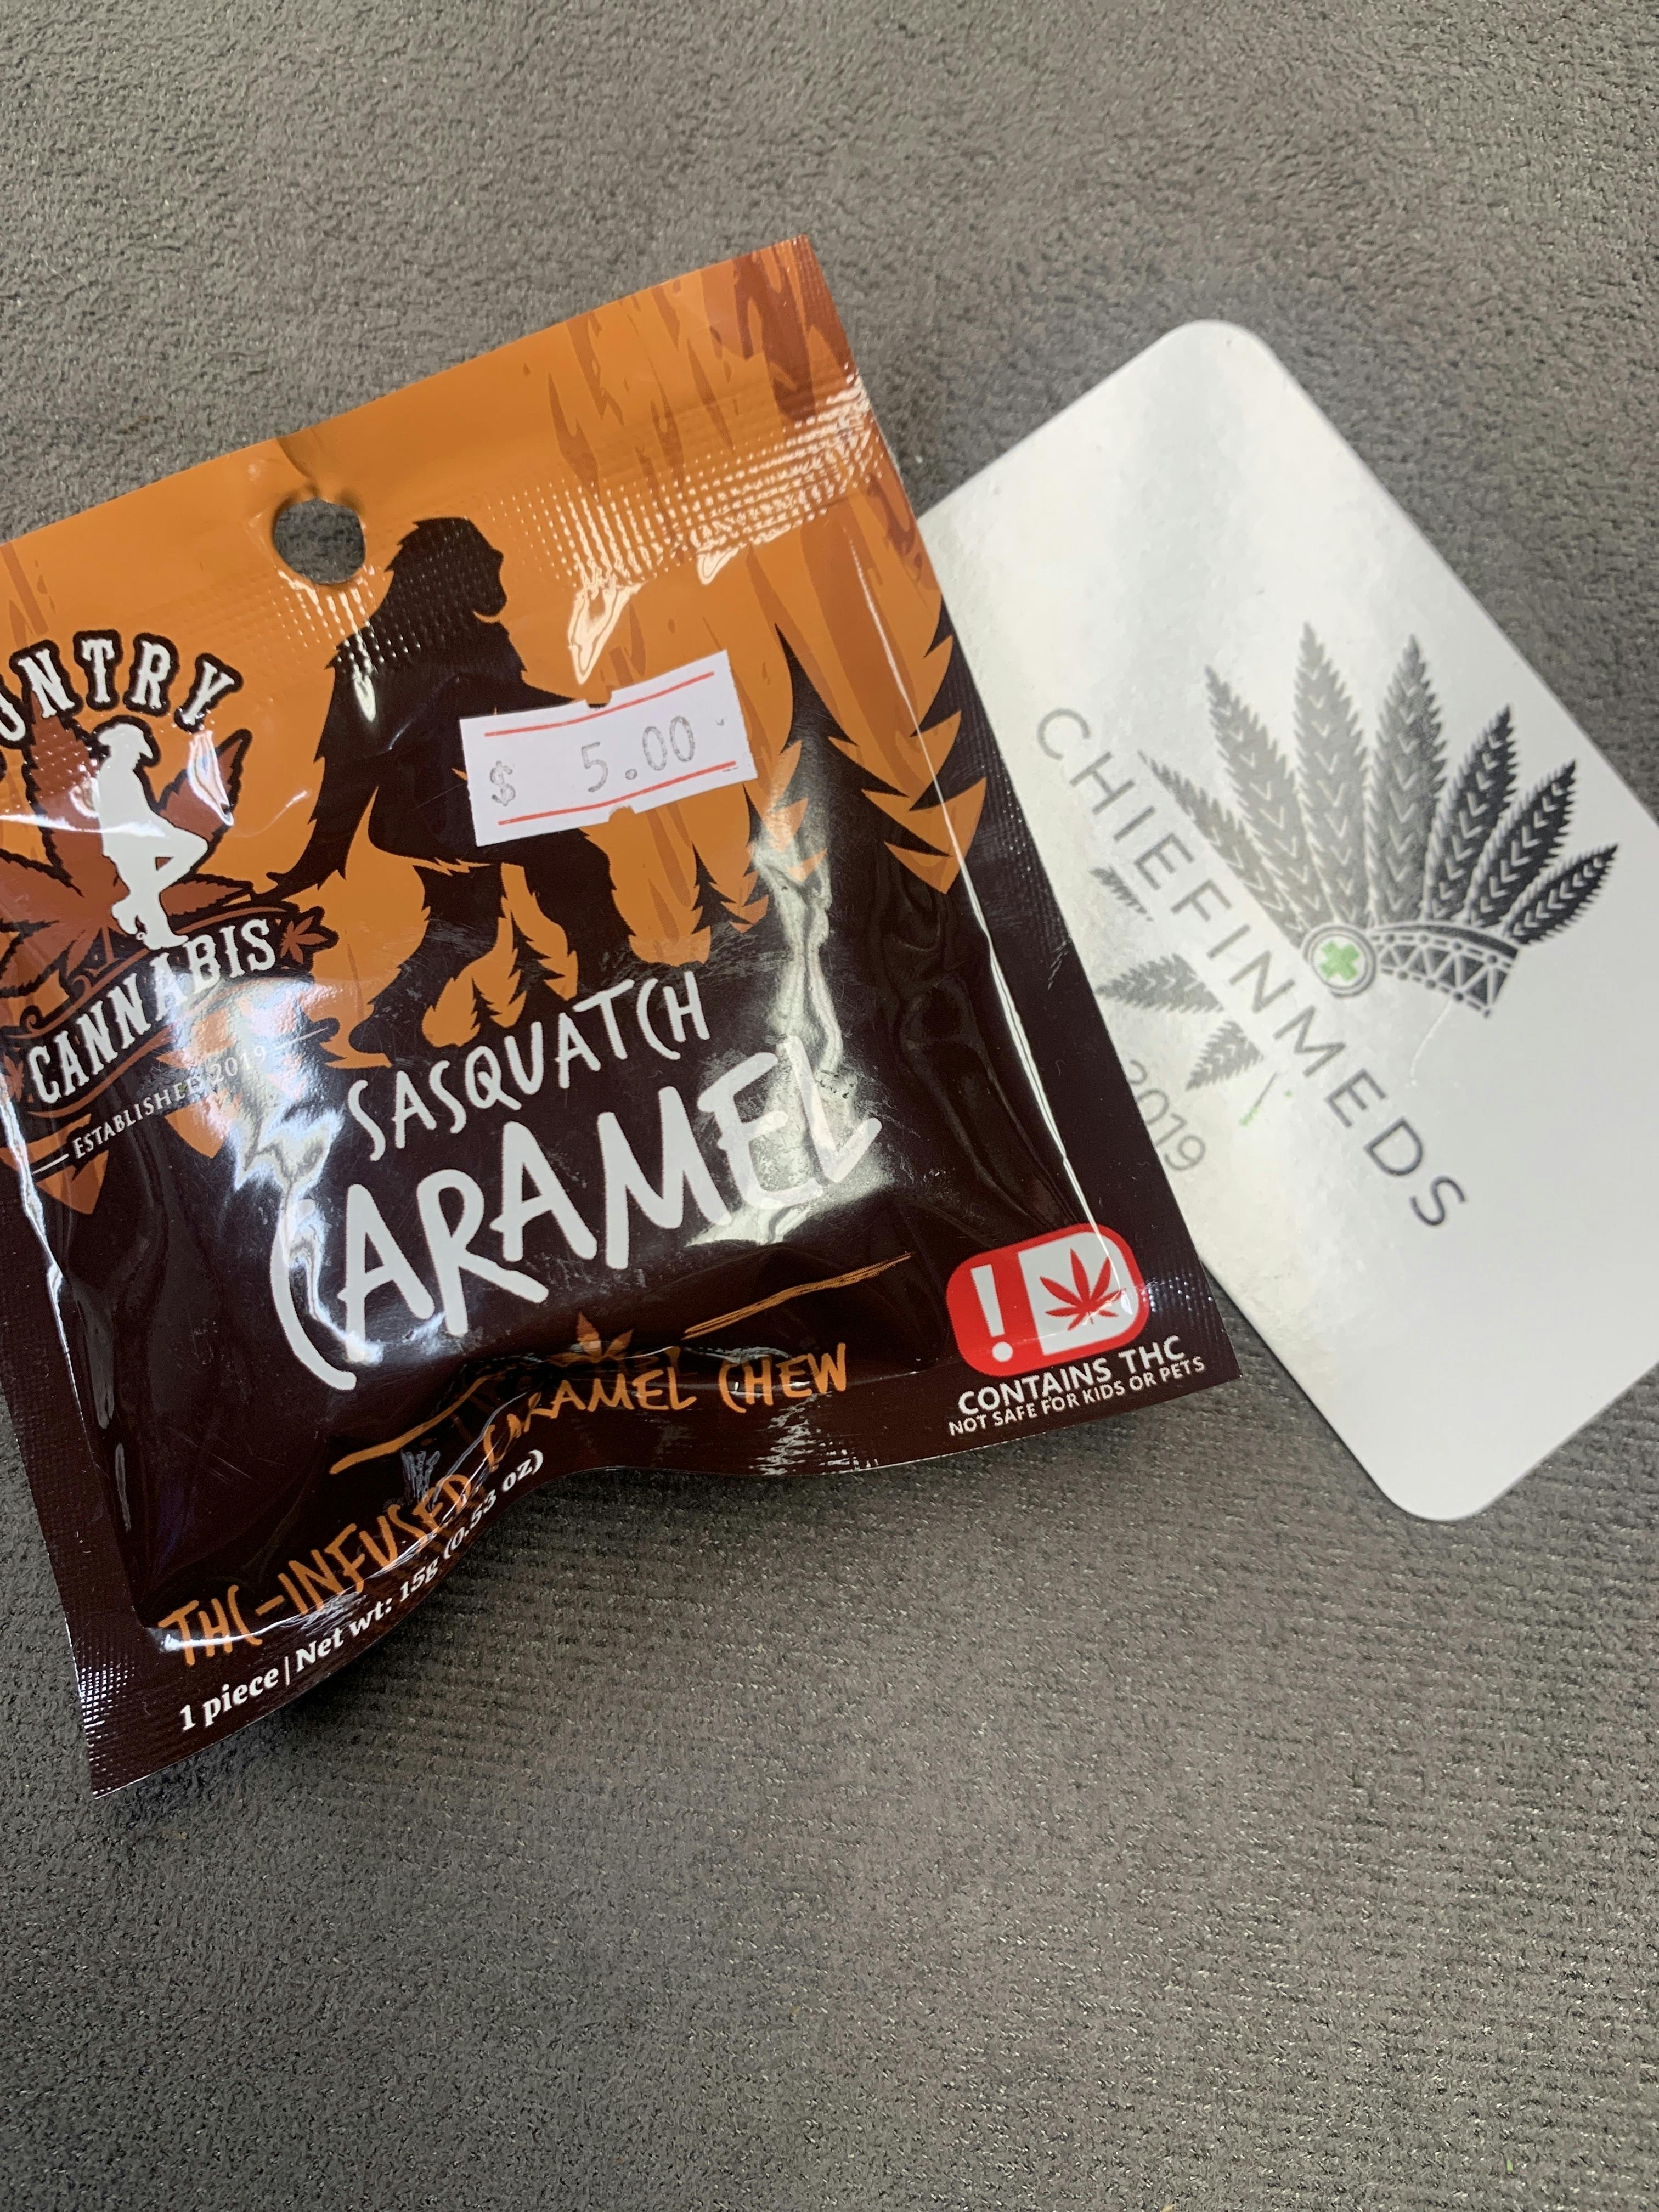 UNTRY
CANNABIS
ESTABLISHED 2019
$ 5.00
SASQUATCH
CARAMEL
THC-INFUSED CARAMEL CHEW
1 piece | Net wt: 15g (0.53 oz)
!
CONTAINS THC
NOT SAFE FOR KIDS OR PETS
CHIEFINMEDS
2019